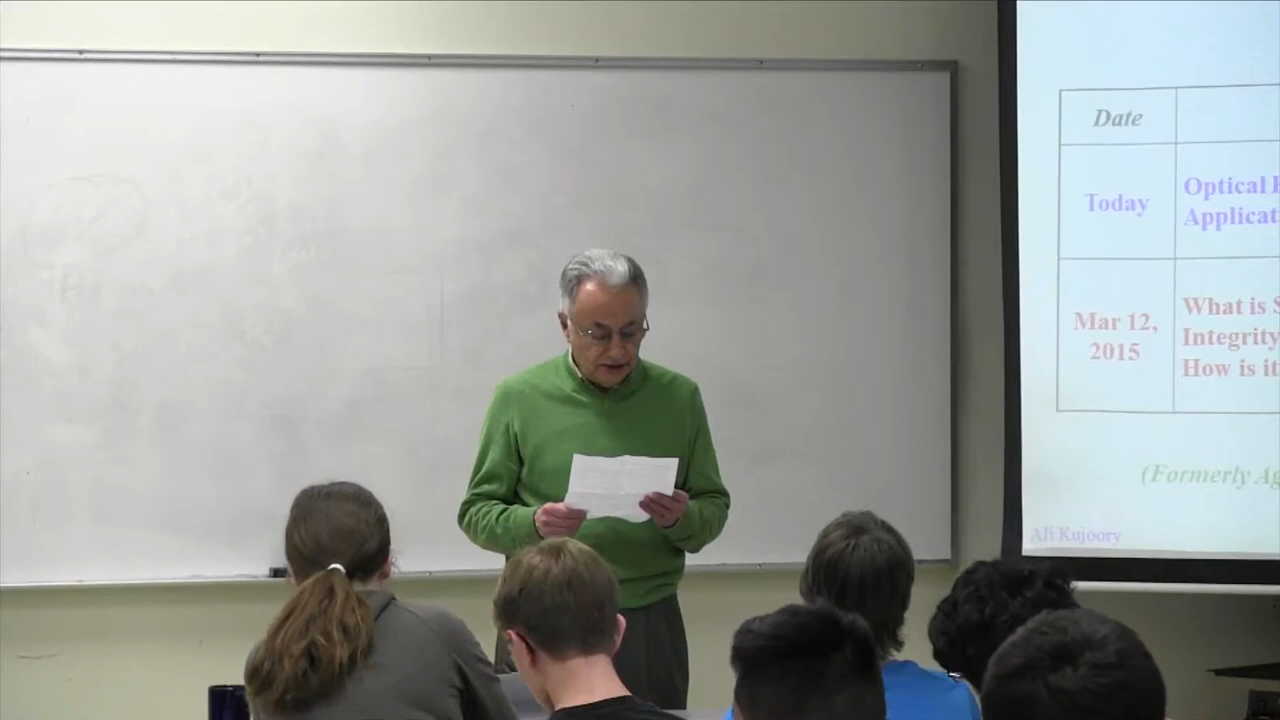 Date
Today
Optical
Applicat
Mar 12,
2015
What is
Integrity
How is it
(Formerly Ag
Ali Kujoory